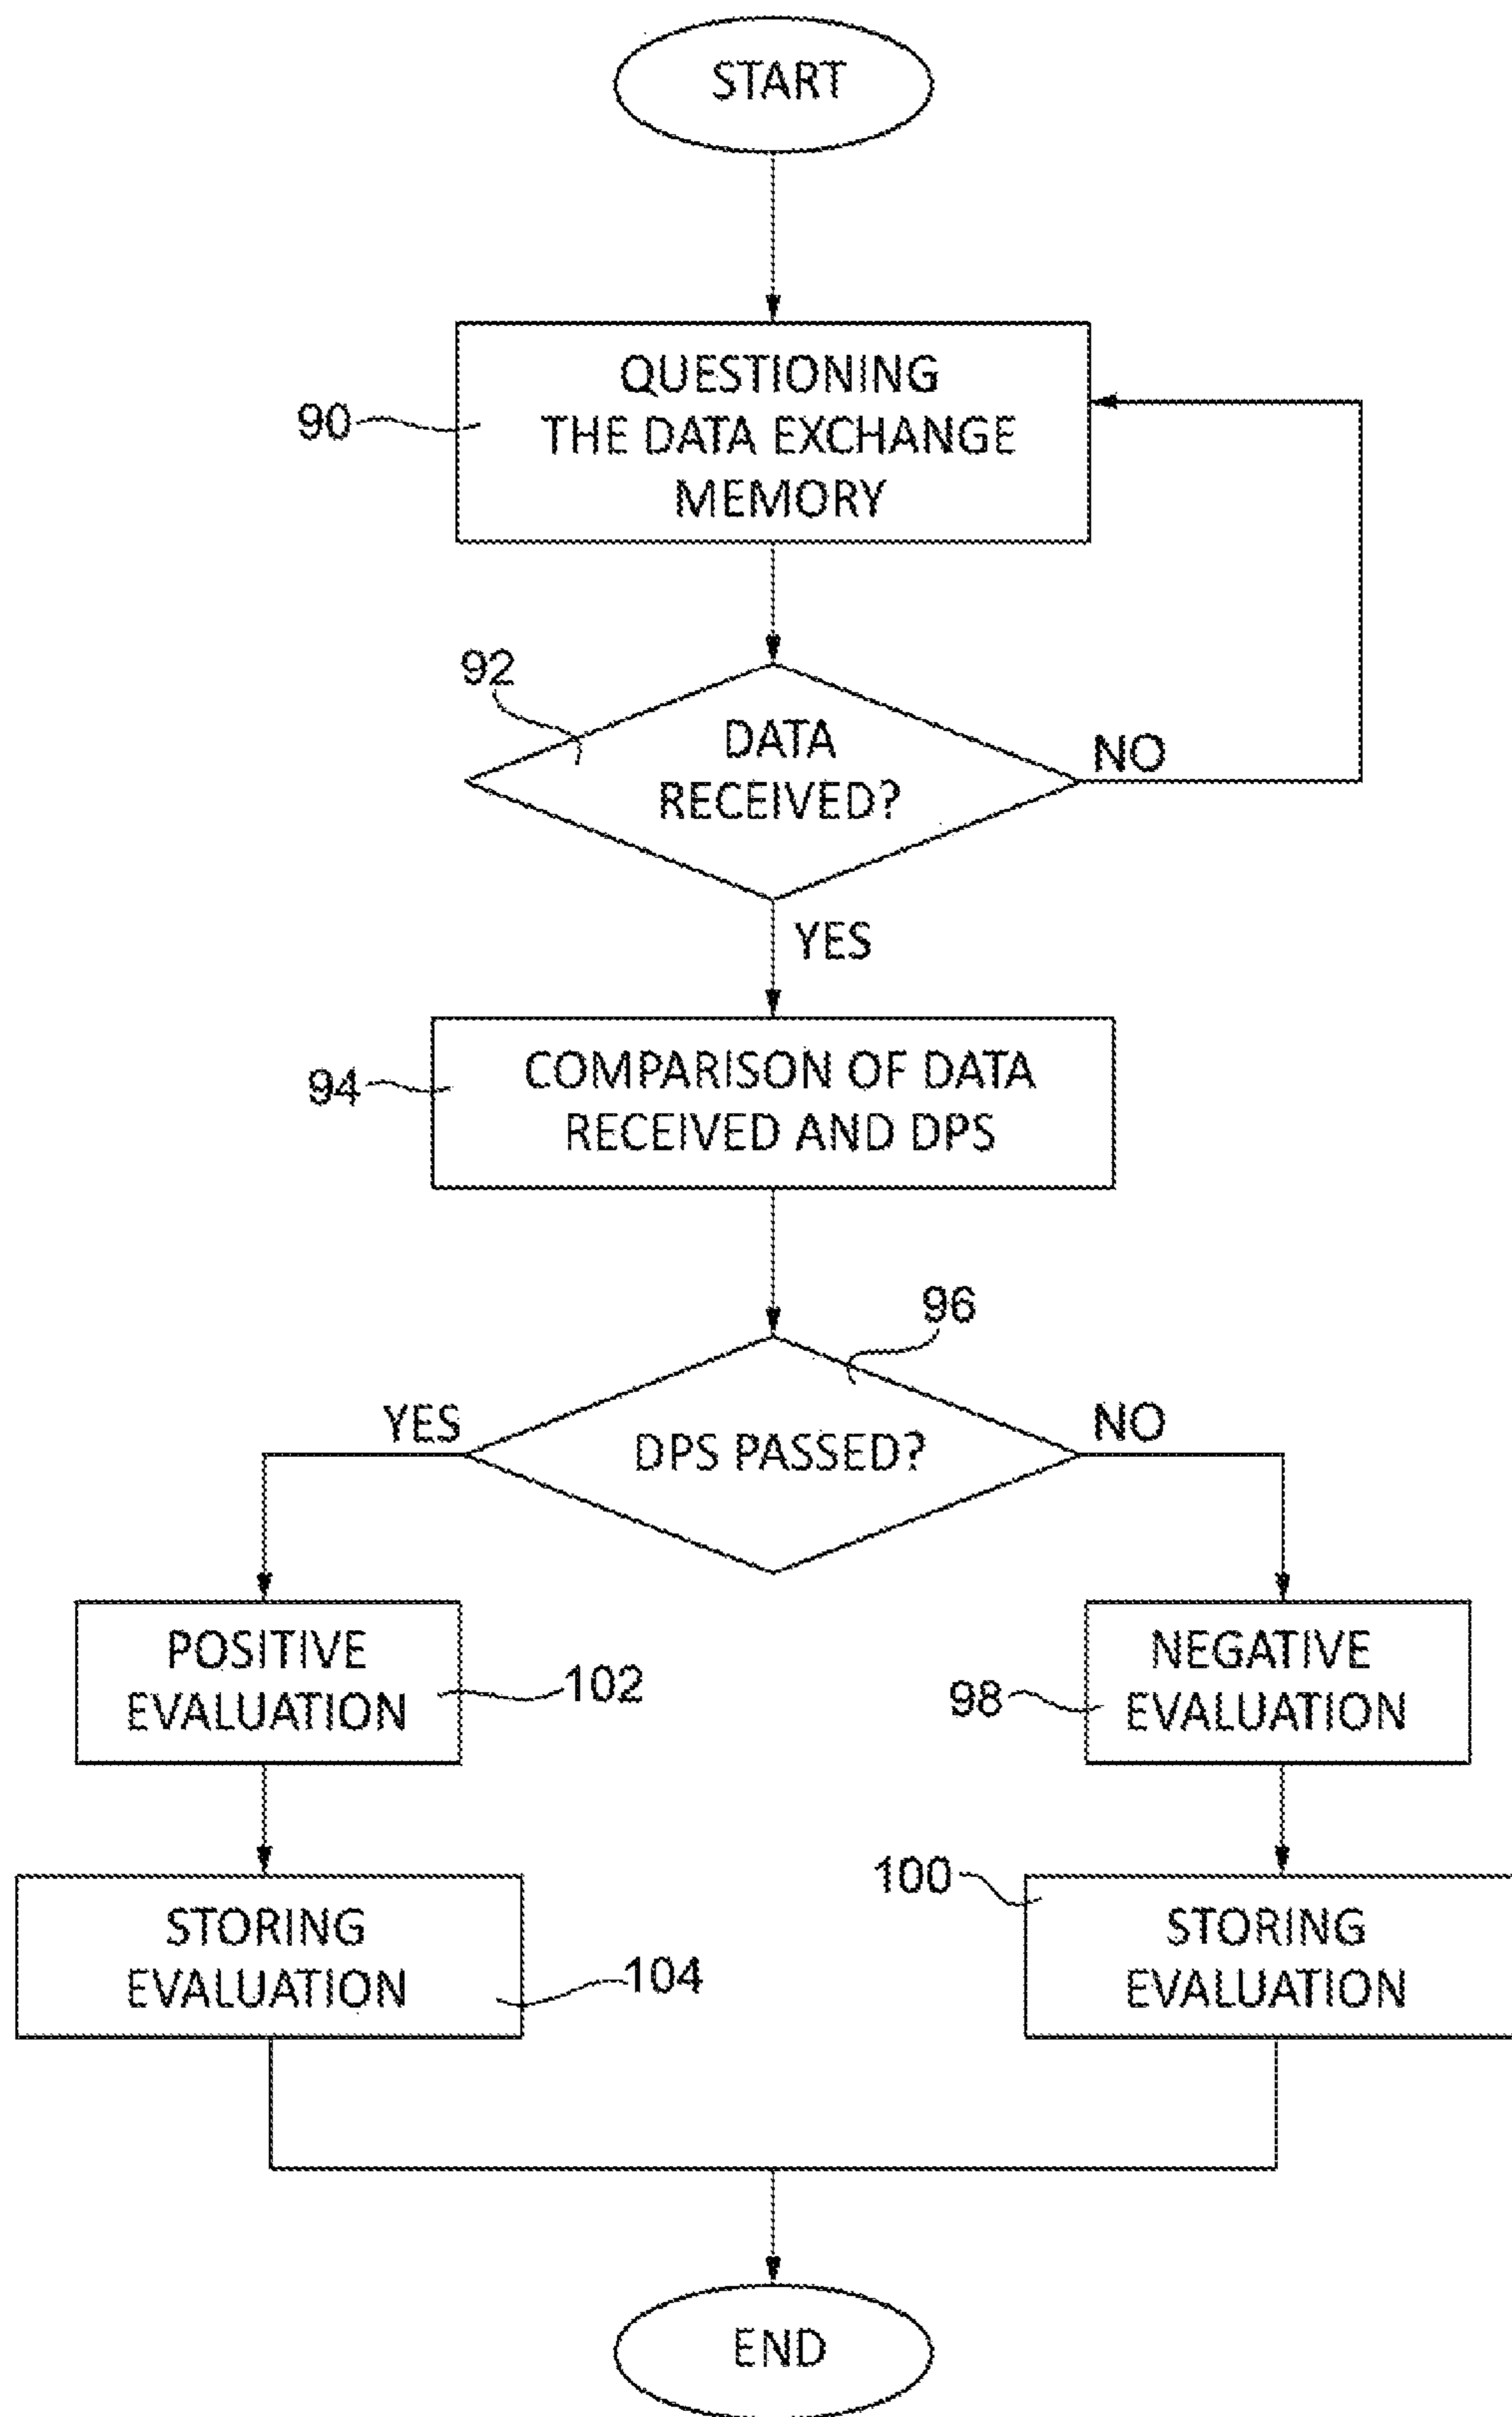 START
QUESTIONING
THE DATA EXCHANGE
MEMORY
90
92
DATA
RECEIVED?
NO
YES
COMPARISON OF DATA
RECEIVED AND DPS
94
96
YES
DPS PASSED?
NO
POSITIVE
EVALUATION
102
98
NEGATIVE
EVALUATION
STORING
EVALUATION
104
100
STORING
EVALUATION
END